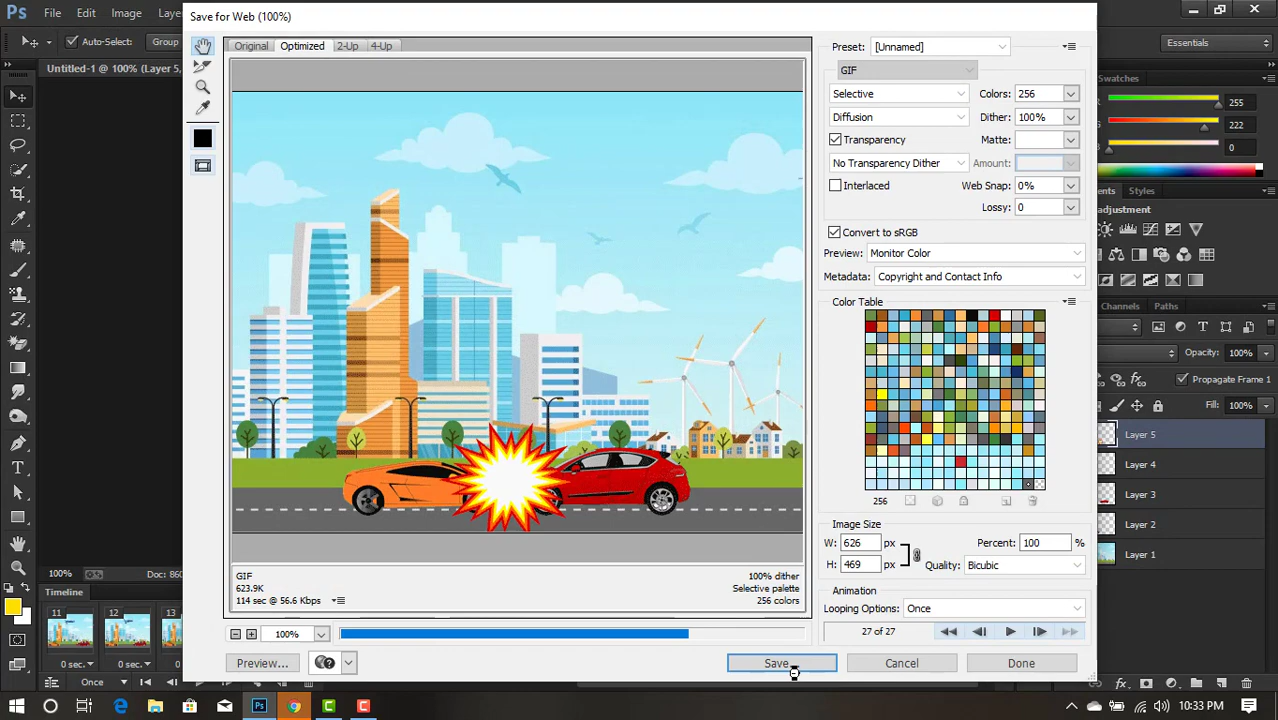 Save for Web (100%)
Ps File Edit Image Lay
Auto-Select: Group
Essentials
Untitled-1 @ 100% (Layer 5,
Original Optimized 2-Up 4-Up
Preset: [Unnamed]
GIF
Selective Colors: 256
Diffusion Dither: 100%
Transparency Matte:
No Transparency Dither Amount:
Interlaced Web Snap: 0%
Lossy: 0
Convert to sRGB
Preview: Monitor Color
Metadata: Copyright and Contact Info
Color Table
256
Image Size
W: 626 px Percent: 100 %
H: 469 px Quality: Bicubic
Animation
Looping Options: Once
27 of 27
GIF
623.9K
114 sec @ 56.6 Kbps
100% dither
Selective palette
256 colors
100%
Preview... Save... Cancel Done
Swatches
255
222
0
Styles
djustment
Channels Paths
Opacity: 100%
Propagate Frame 1
Fill: 100%
Layer 5
Layer 4
Layer 3
Layer 2
Layer 1
100% Doc: 860
Timeline
11 12 13
0 sec. 0 sec. 0
Once
fx
10:33 PM